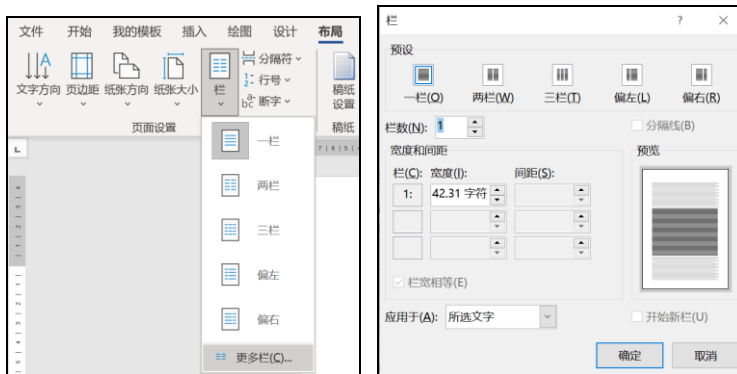 文件 开始 我的模板 插入 绘图 设计 布局
文字方向 页边距 纸张方向 纸张大小 栏 分隔符 行号 bc 断字 稿纸设置
页面设置 稿纸
一栏
两栏
三栏
偏左
偏右
更多栏(C)...
栏 ? ×
预设
一栏(O) 两栏(W) 三栏(T) 偏左(L) 偏右(R)
栏数(N): 1 分隔线(B)
宽度和间距 预览
栏(C): 宽度(I): 间距(S):
1: 42.31 字符
栏宽相等(E)
应用于(A): 所选文字 开始新栏(U)
确定 取消